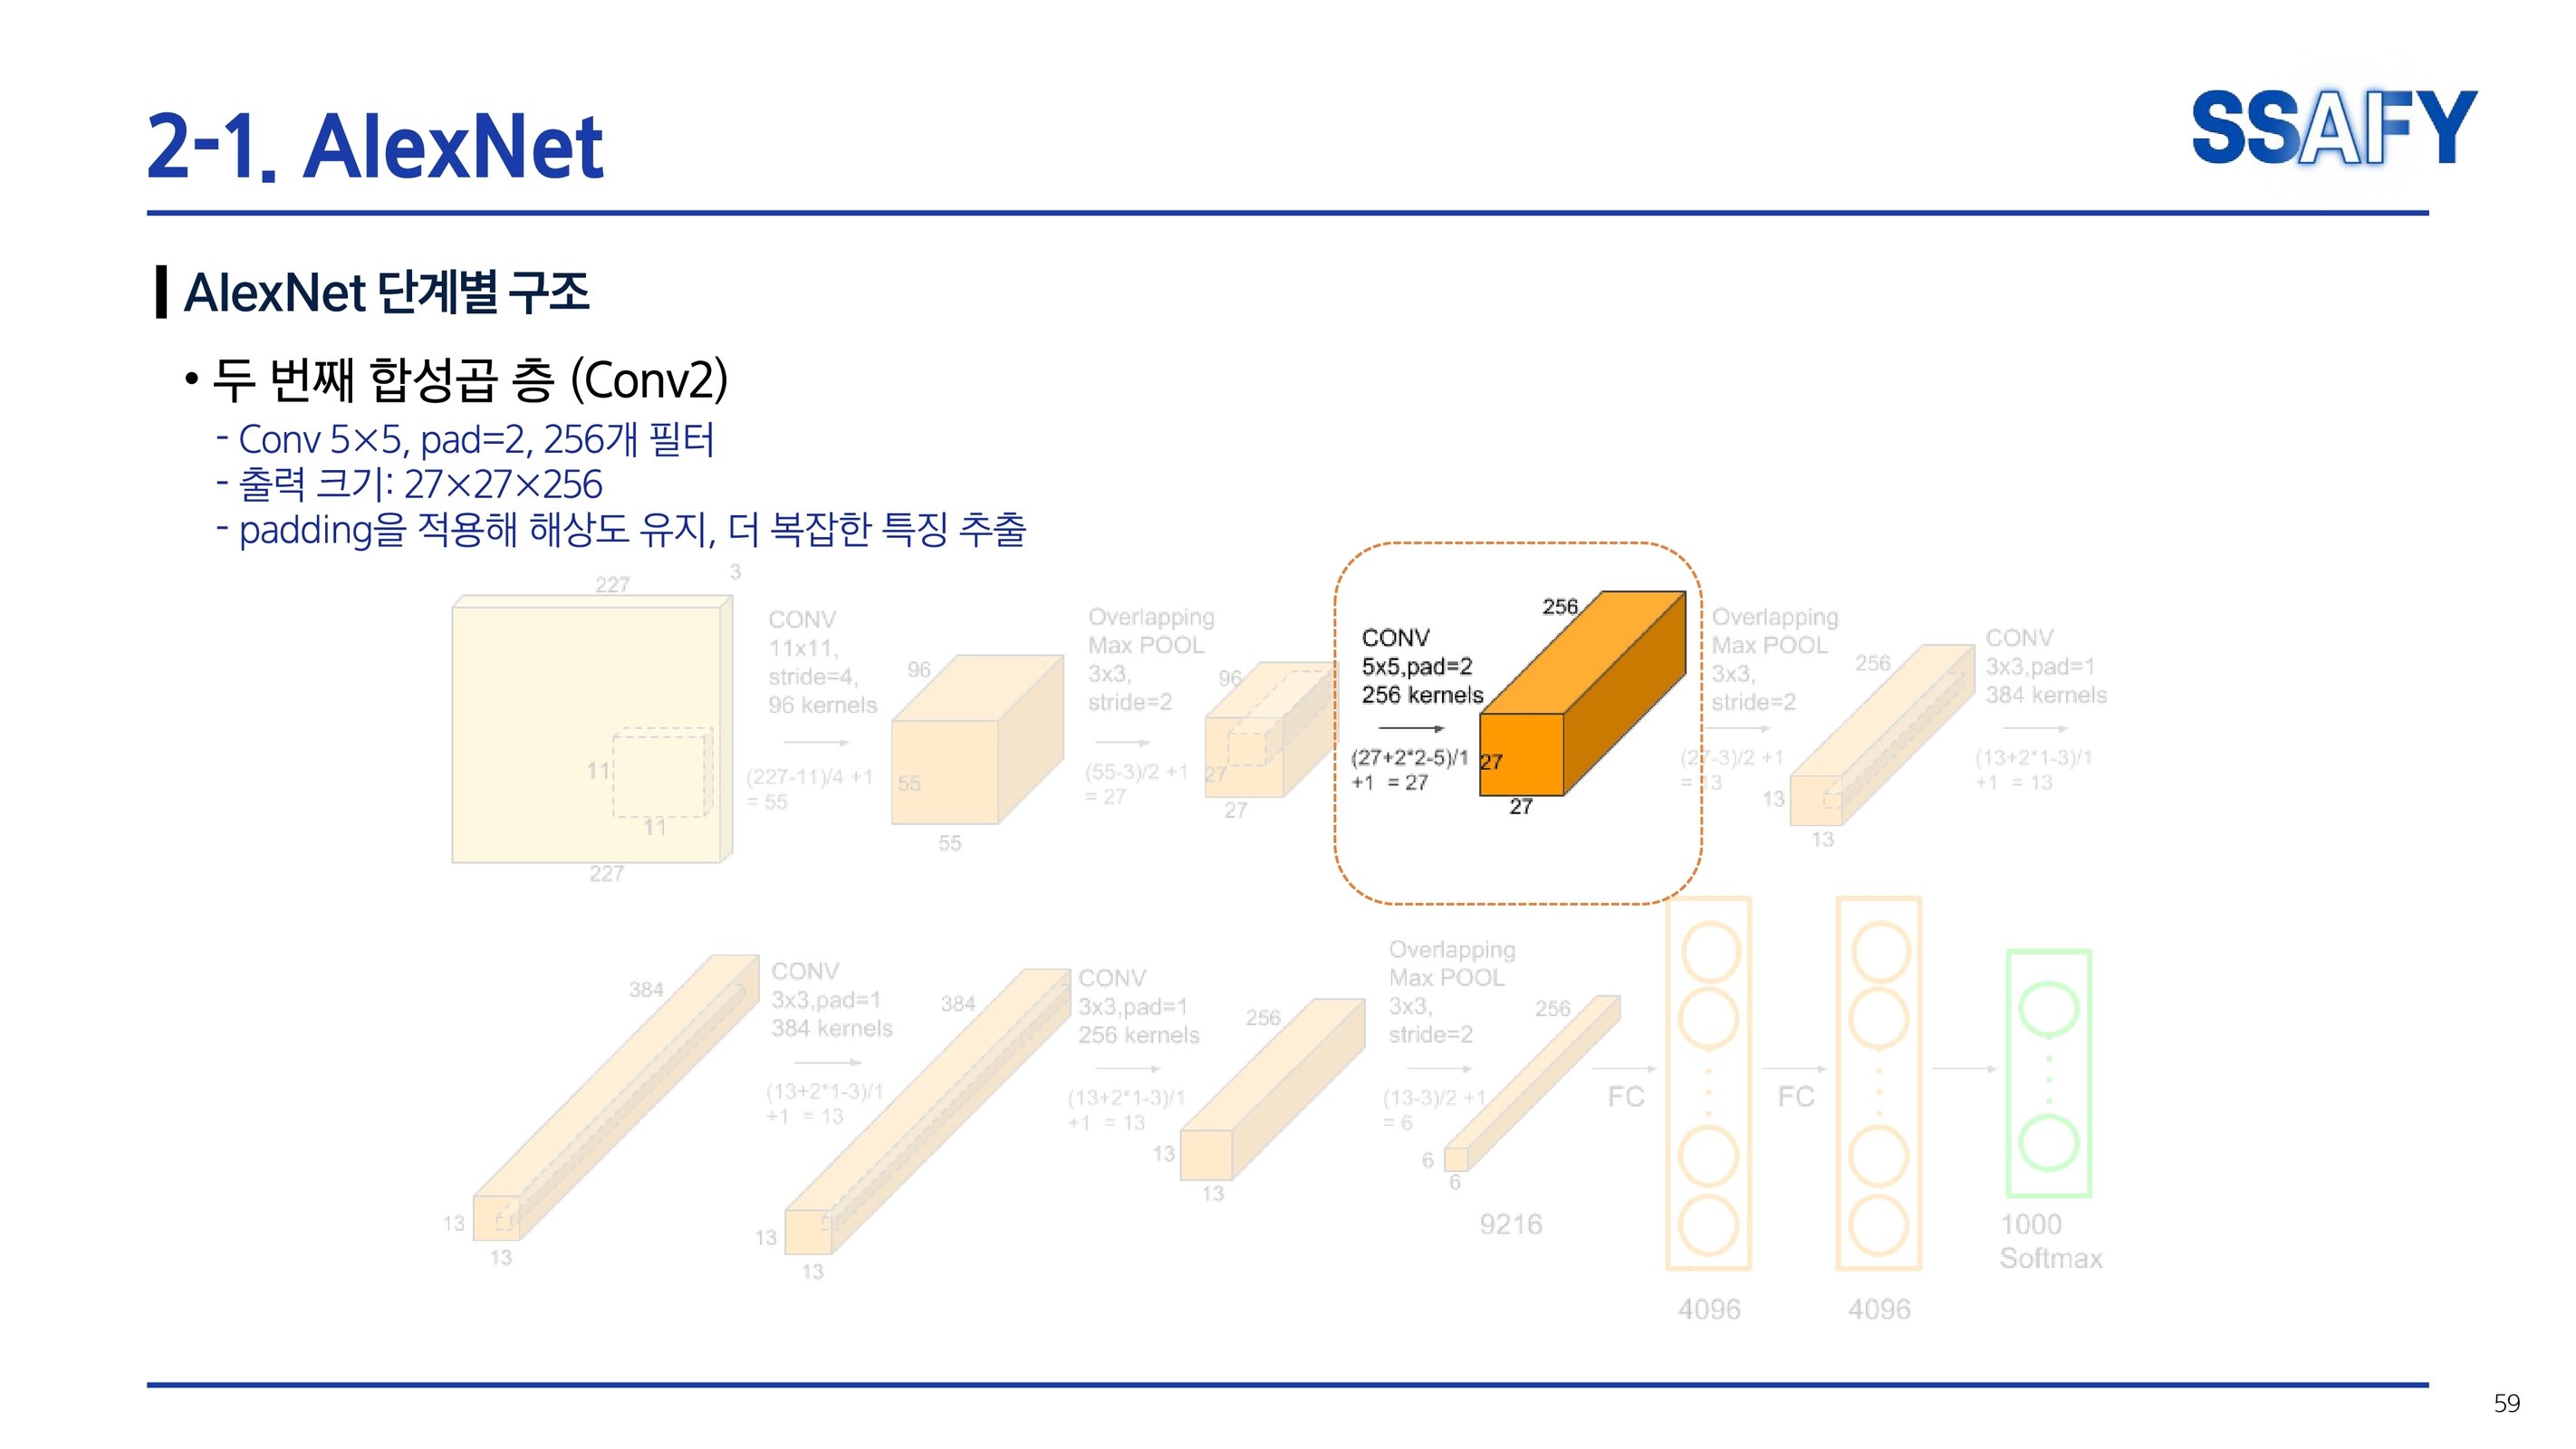 2-1. AlexNet
SSAFY
AlexNet 단계별 구조
• 두 번째 합성곱 층 (Conv2)
- Conv 5×5, pad=2, 256개 필터
- 출력 크기: 27×27×256
- padding을 적용해 해상도 유지, 더 복잡한 특징 추출
227
3
11
11
227
CONV
11x11,
stride=4,
96 kernels
(227-11)/4 +1
= 55
96
55
55
Overlapping
Max POOL
3x3,
stride=2
(55-3)/2 +1
= 27
96
27
27
CONV
5x5,pad=2
256 kernels
(27+2*2-5)/1
+1 = 27
256
27
27
Overlapping
Max POOL
3x3,
stride=2
(27-3)/2 +1
= 13
256
13
13
CONV
3x3,pad=1
384 kernels
(13+2*1-3)/1
+1 = 13
384
13
13
CONV
3x3,pad=1
384 kernels
(13+2*1-3)/1
+1 = 13
384
13
13
CONV
3x3,pad=1
256 kernels
(13+2*1-3)/1
+1 = 13
256
13
13
Overlapping
Max POOL
3x3,
stride=2
(13-3)/2 +1
= 6
256
6
6
9216
FC
4096
FC
4096
1000
Softmax
59